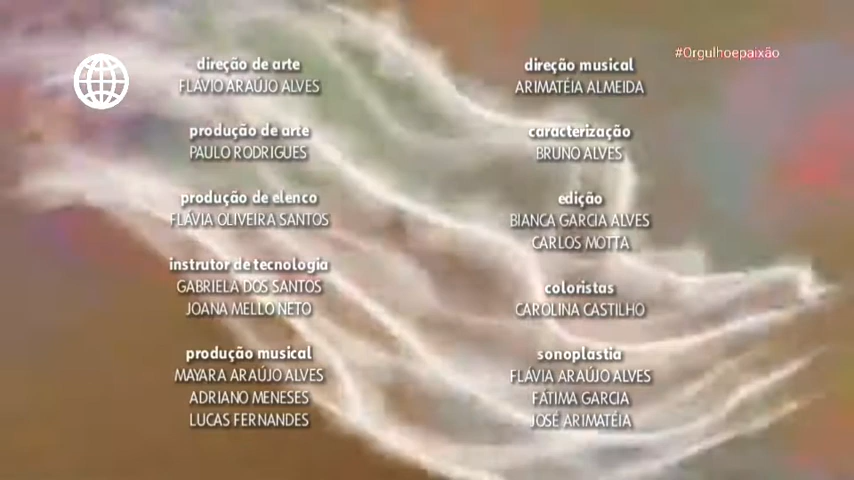 #Orgulhoepaixão
direção de arte
FLÁVIO ARAÚJO ALVES
produção de arte
PAULO RODRIGUES
produção de elenco
FLÁVIA OLIVEIRA SANTOS
instrutor de tecnologia
GABRIELA DOS SANTOS
JOANA MELLO NETO
produção musical
MAYARA ARAÚJO ALVES
ADRIANO MENESES
LUCAS FERNANDES
direção musical
ARIMATÉIA ALMEIDA
caracterização
BRUNO ALVES
edição
BIANCA GARCIA ALVES
CARLOS MOTTA
coloristas
CAROLINA CASTILHO
sonoplastia
FLÁVIA ARAÚJO ALVES
FÁTIMA GARCIA
JOSÉ ARIMATÉIA